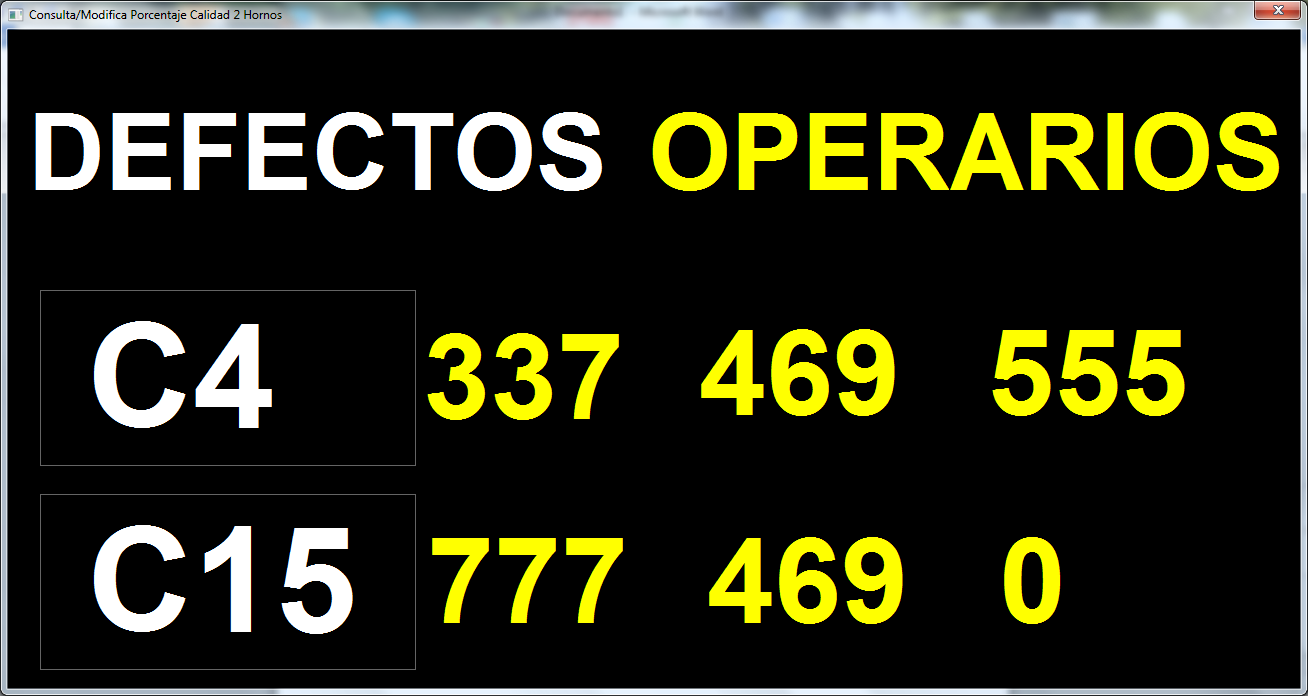 Consulta/Modifica Porcentaje Calidad 2 Hornos
DEFECTOS OPERARIOS
C4 337 469 555
C15 777 469 0